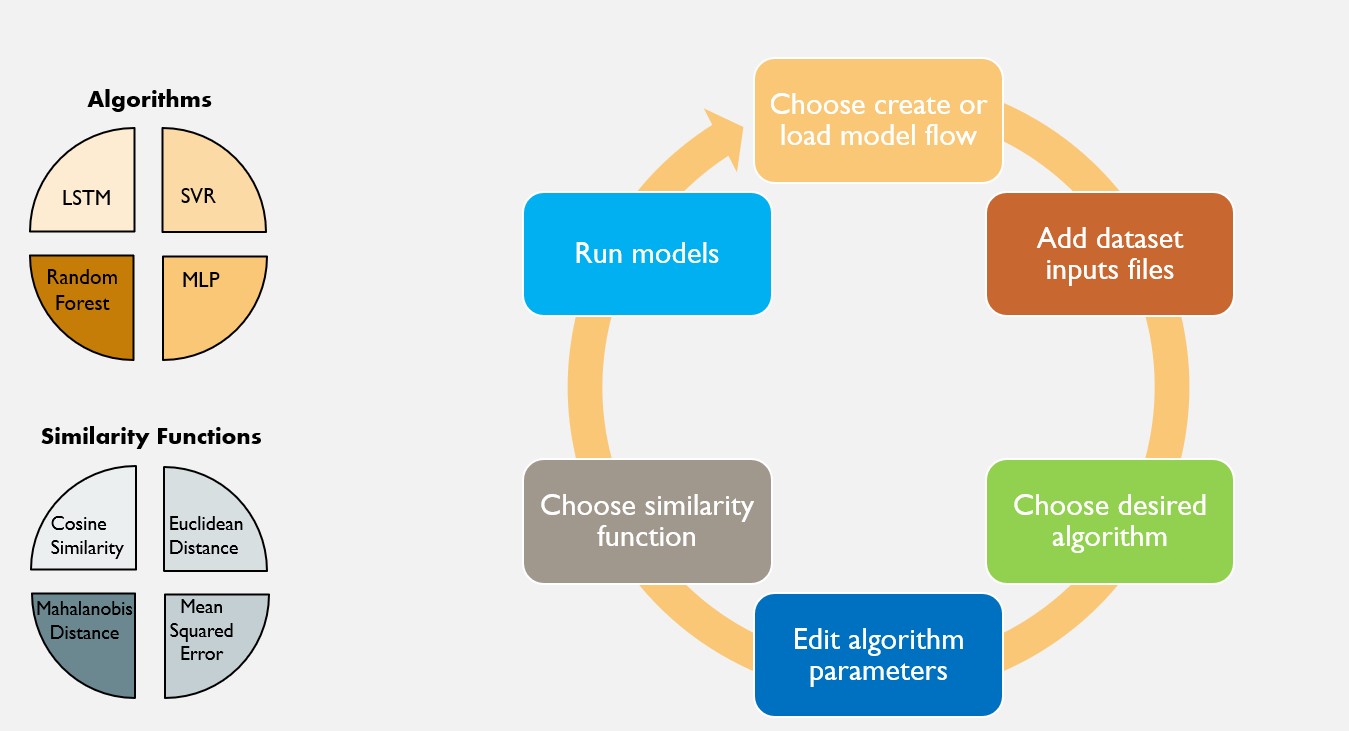 Algorithms
LSTM
SVR
Random
Forest
MLP
Similarity Functions
Cosine
Similarity
Euclidean
Distance
Mahalanobis
Distance
Mean
Squared
Error
Choose create or
load model flow
Add dataset
inputs files
Choose desired
algorithm
Edit algorithm
parameters
Choose similarity
function
Run models